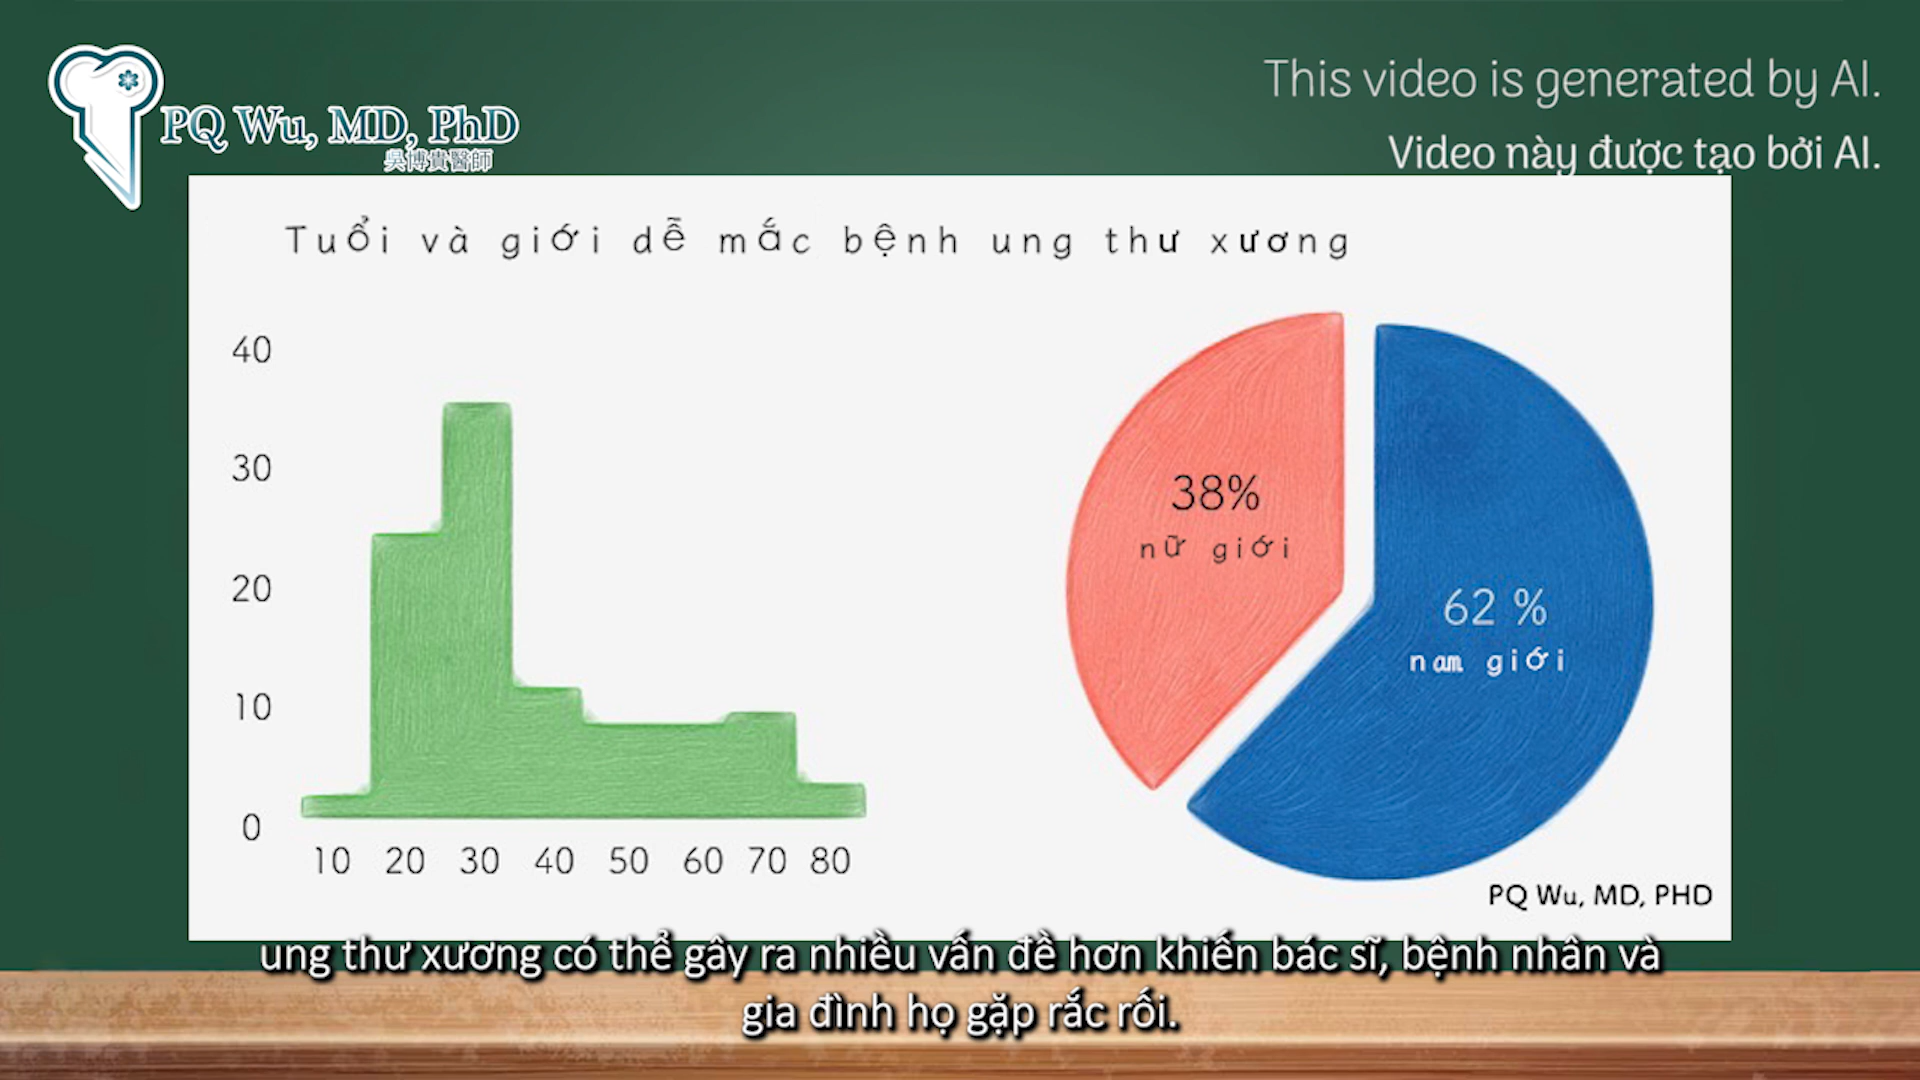 PQ Wu, MD, PhD
吳博貴醫師
This video is generated by AI.
Video này được tạo bởi AI.
Tuổi và giới dễ mắc bệnh ung thư xương
40
30
20
10
0
10 20 30 40 50 60 70 80
38%
nữ giới
62 %
nam giới
PQ Wu, MD, PHD
ung thư xương có thể gây ra nhiều vấn đề hơn khiến bác sĩ, bệnh nhân và
gia đình họ gặp rắc rối.